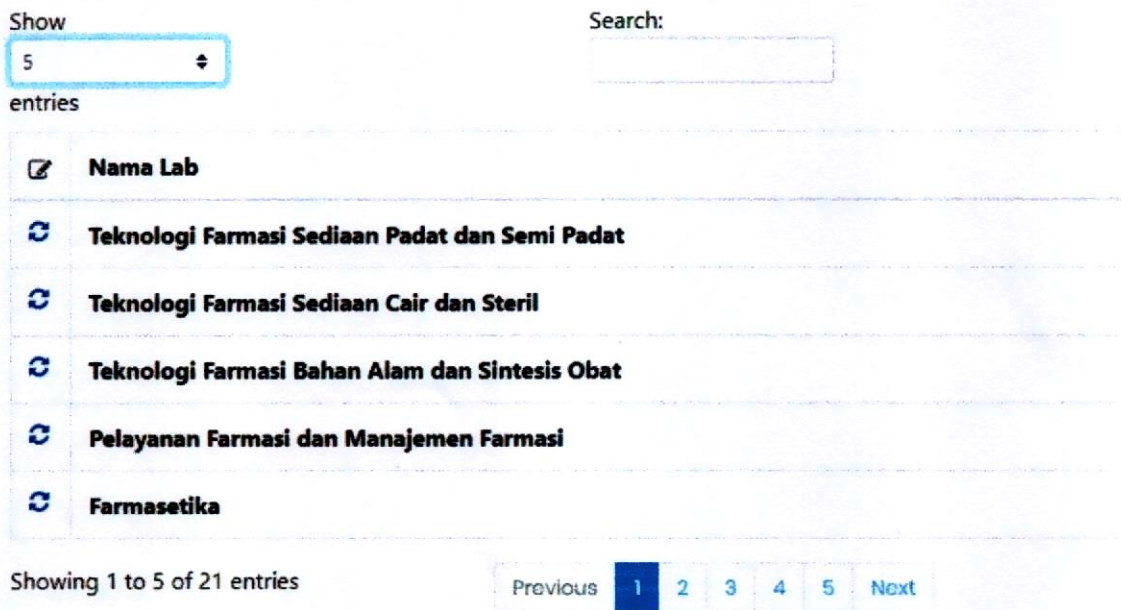 Show
Search:
5
entries
Nama Lab
Teknologi Farmasi Sediaan Padat dan Semi Padat
Teknologi Farmasi Sediaan Cair dan Steril
Teknologi Farmasi Bahan Alam dan Sintesis Obat
Pelayanan Farmasi dan Manajemen Farmasi
Farmasetika
Showing 1 to 5 of 21 entries
Previous 1 2 3 4 5 Next